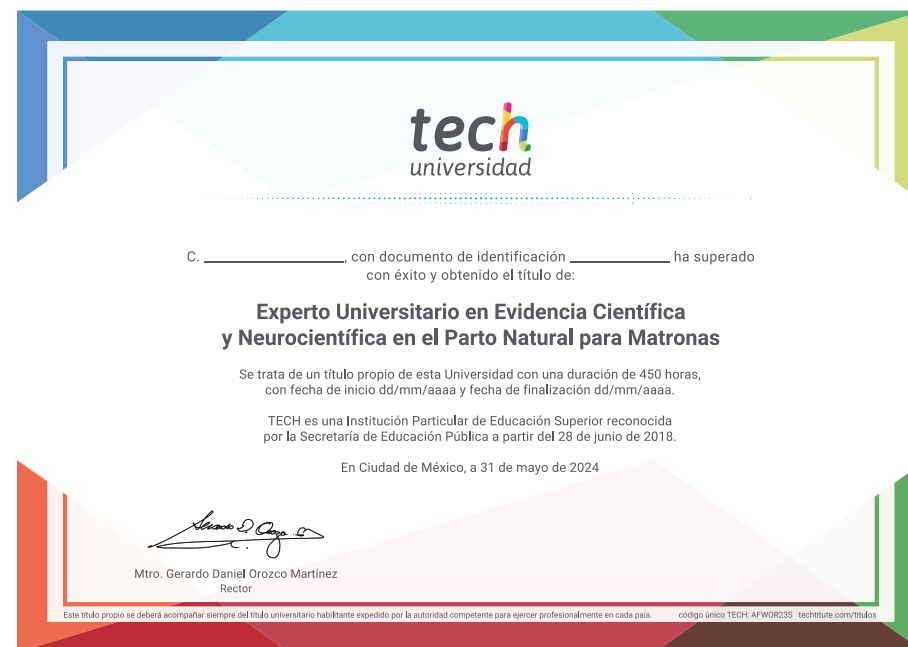 tech
universidad
C. ____________________, con documento de identificación ______________ ha superado
con éxito y obtenido el título de:
Experto Universitario en Evidencia Científica
y Neurocientífica en el Parto Natural para Matronas
Se trata de un título propio de esta Universidad con una duración de 450 horas,
con fecha de inicio dd/mm/aaaa y fecha de finalización dd/mm/aaaa.
TECH es una Institución Particular de Educación Superior reconocida
por la Secretaría de Educación Pública a partir del 28 de junio de 2018.
En Ciudad de México, a 31 de mayo de 2024
Mtro. Gerardo Daniel Orozco Martínez
Rector
Este título propio se deberá acompañar siempre del título universitario habilitante expedido por la autoridad competente para ejercer profesionalmente en cada país. código único TECH: AFWOR23S techtitute.com/titulos